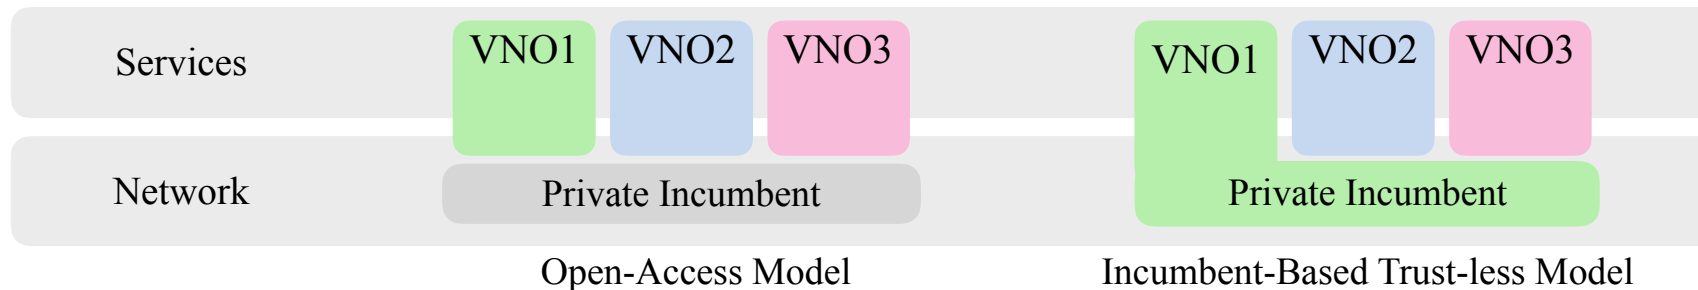 Services
VNO1 VNO2 VNO3
VNO1 VNO2 VNO3
Network
Private Incumbent
Private Incumbent
Open-Access Model
Incumbent-Based Trust-less Model